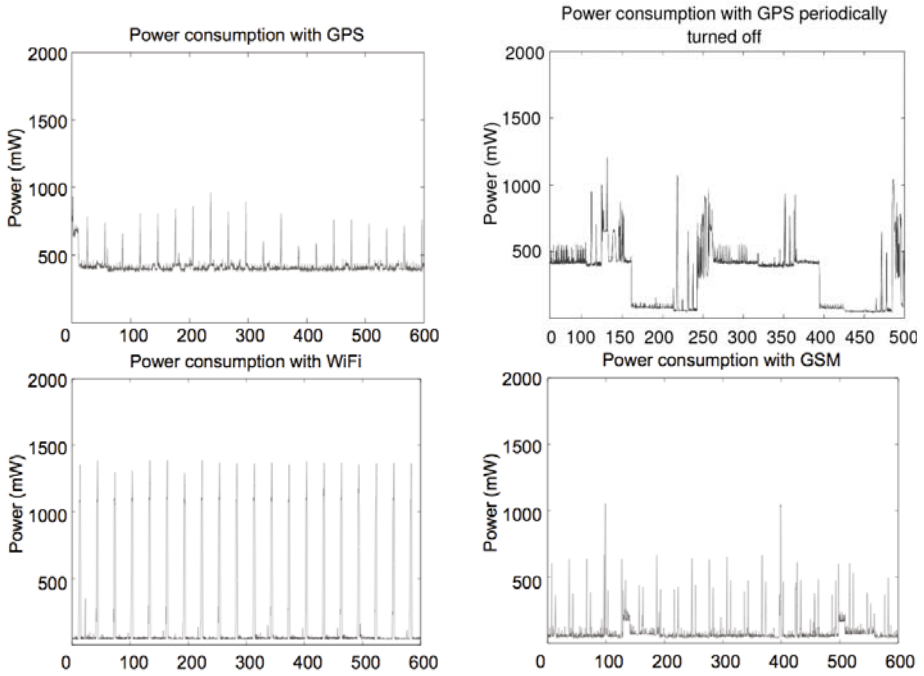 Power consumption with GPS
2000
1500
1000
500
Power (mW)
0 100 200 300 400 500 600
Power consumption with GPS periodically
turned off
2000
1500
1000
500
Power (mW)
0 100 150 200 250 300 350 400 500
Power consumption with WiFi
2000
1500
1000
500
Power (mW)
0 100 200 300 400 500 600
Power consumption with GSM
2000
1500
1000
500
Power (mW)
0 100 200 300 400 500 600